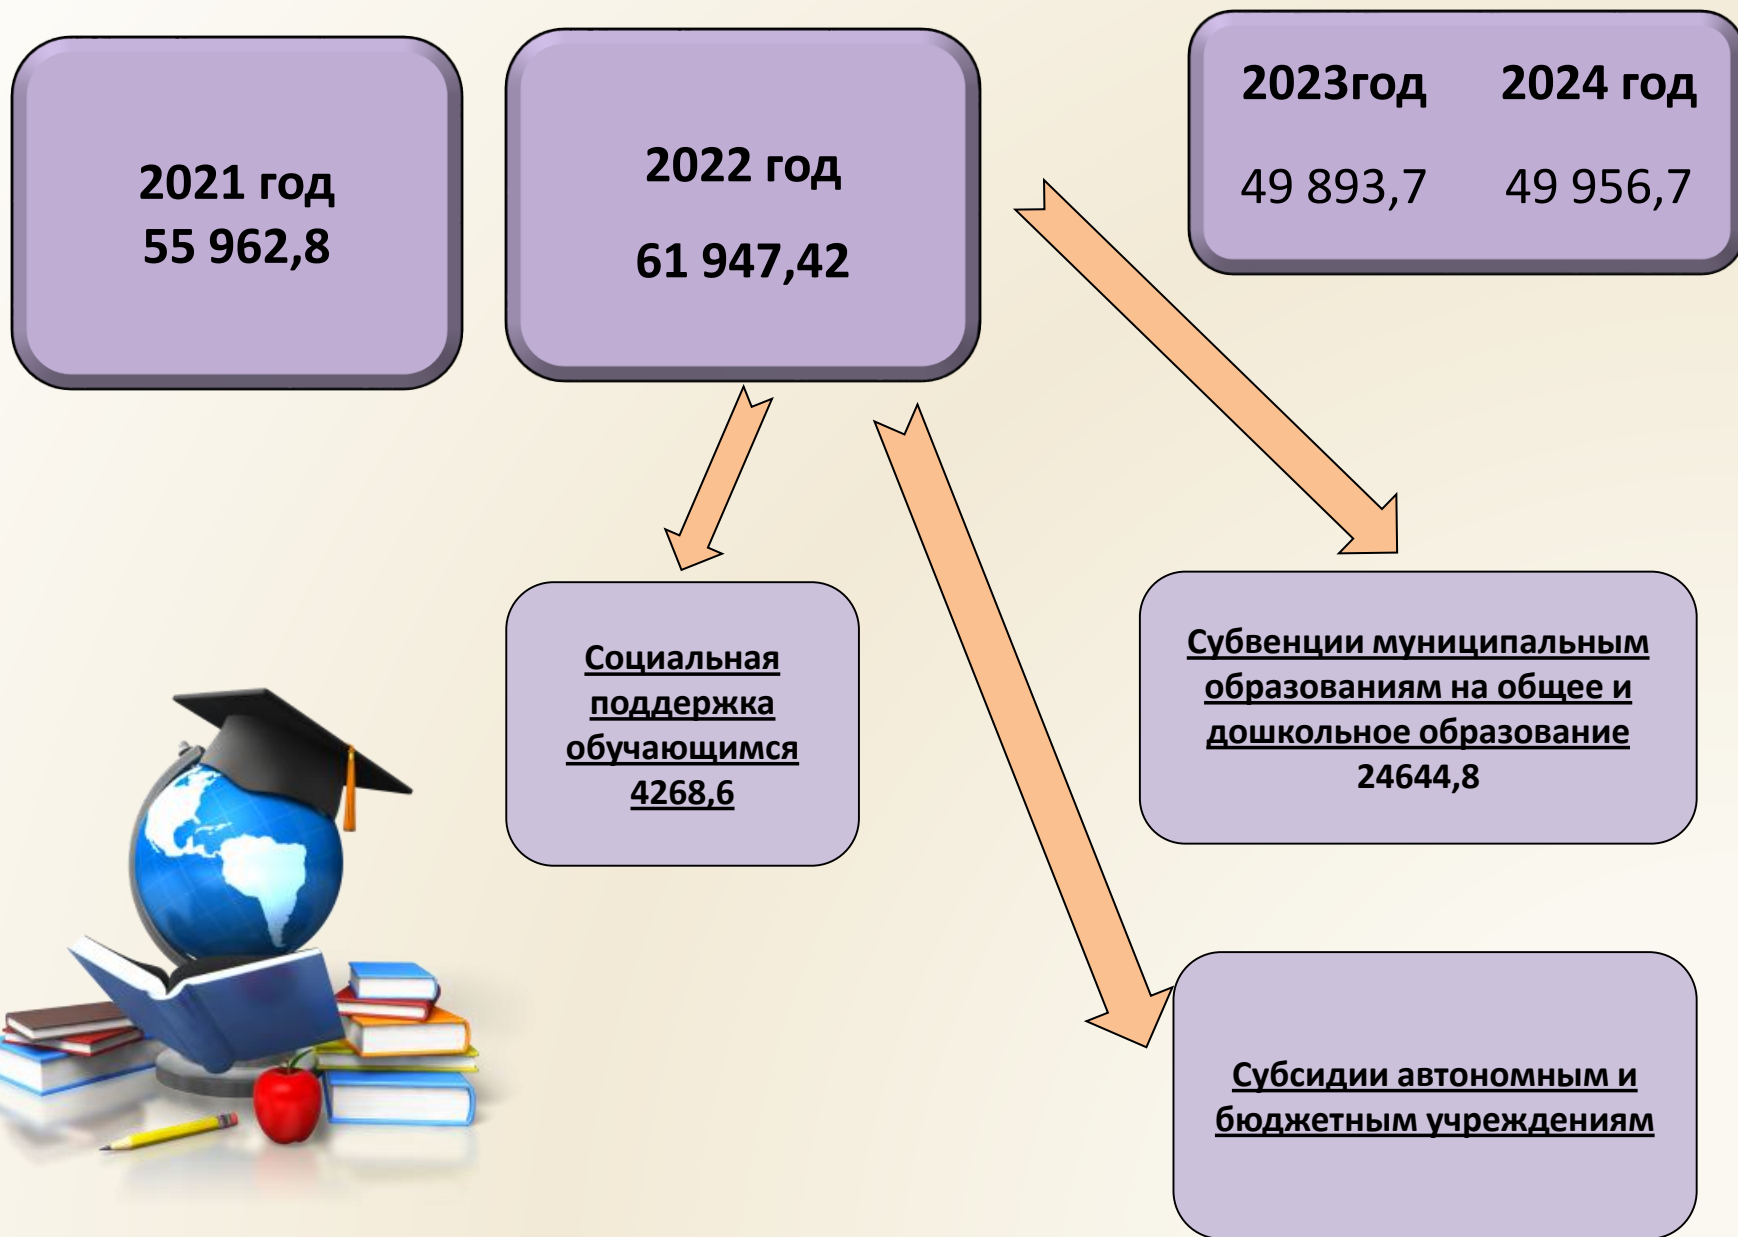 2021 год
55 962,8
2022 год
61 947,42
2023год 2024 год
49 893,7 49 956,7
Социальная
поддержка
обучающимся
4268,6
Субвенции муниципальным
образованиям на общее и
дошкольное образование
24644,8
Субсидии автономным и
бюджетным учреждениям